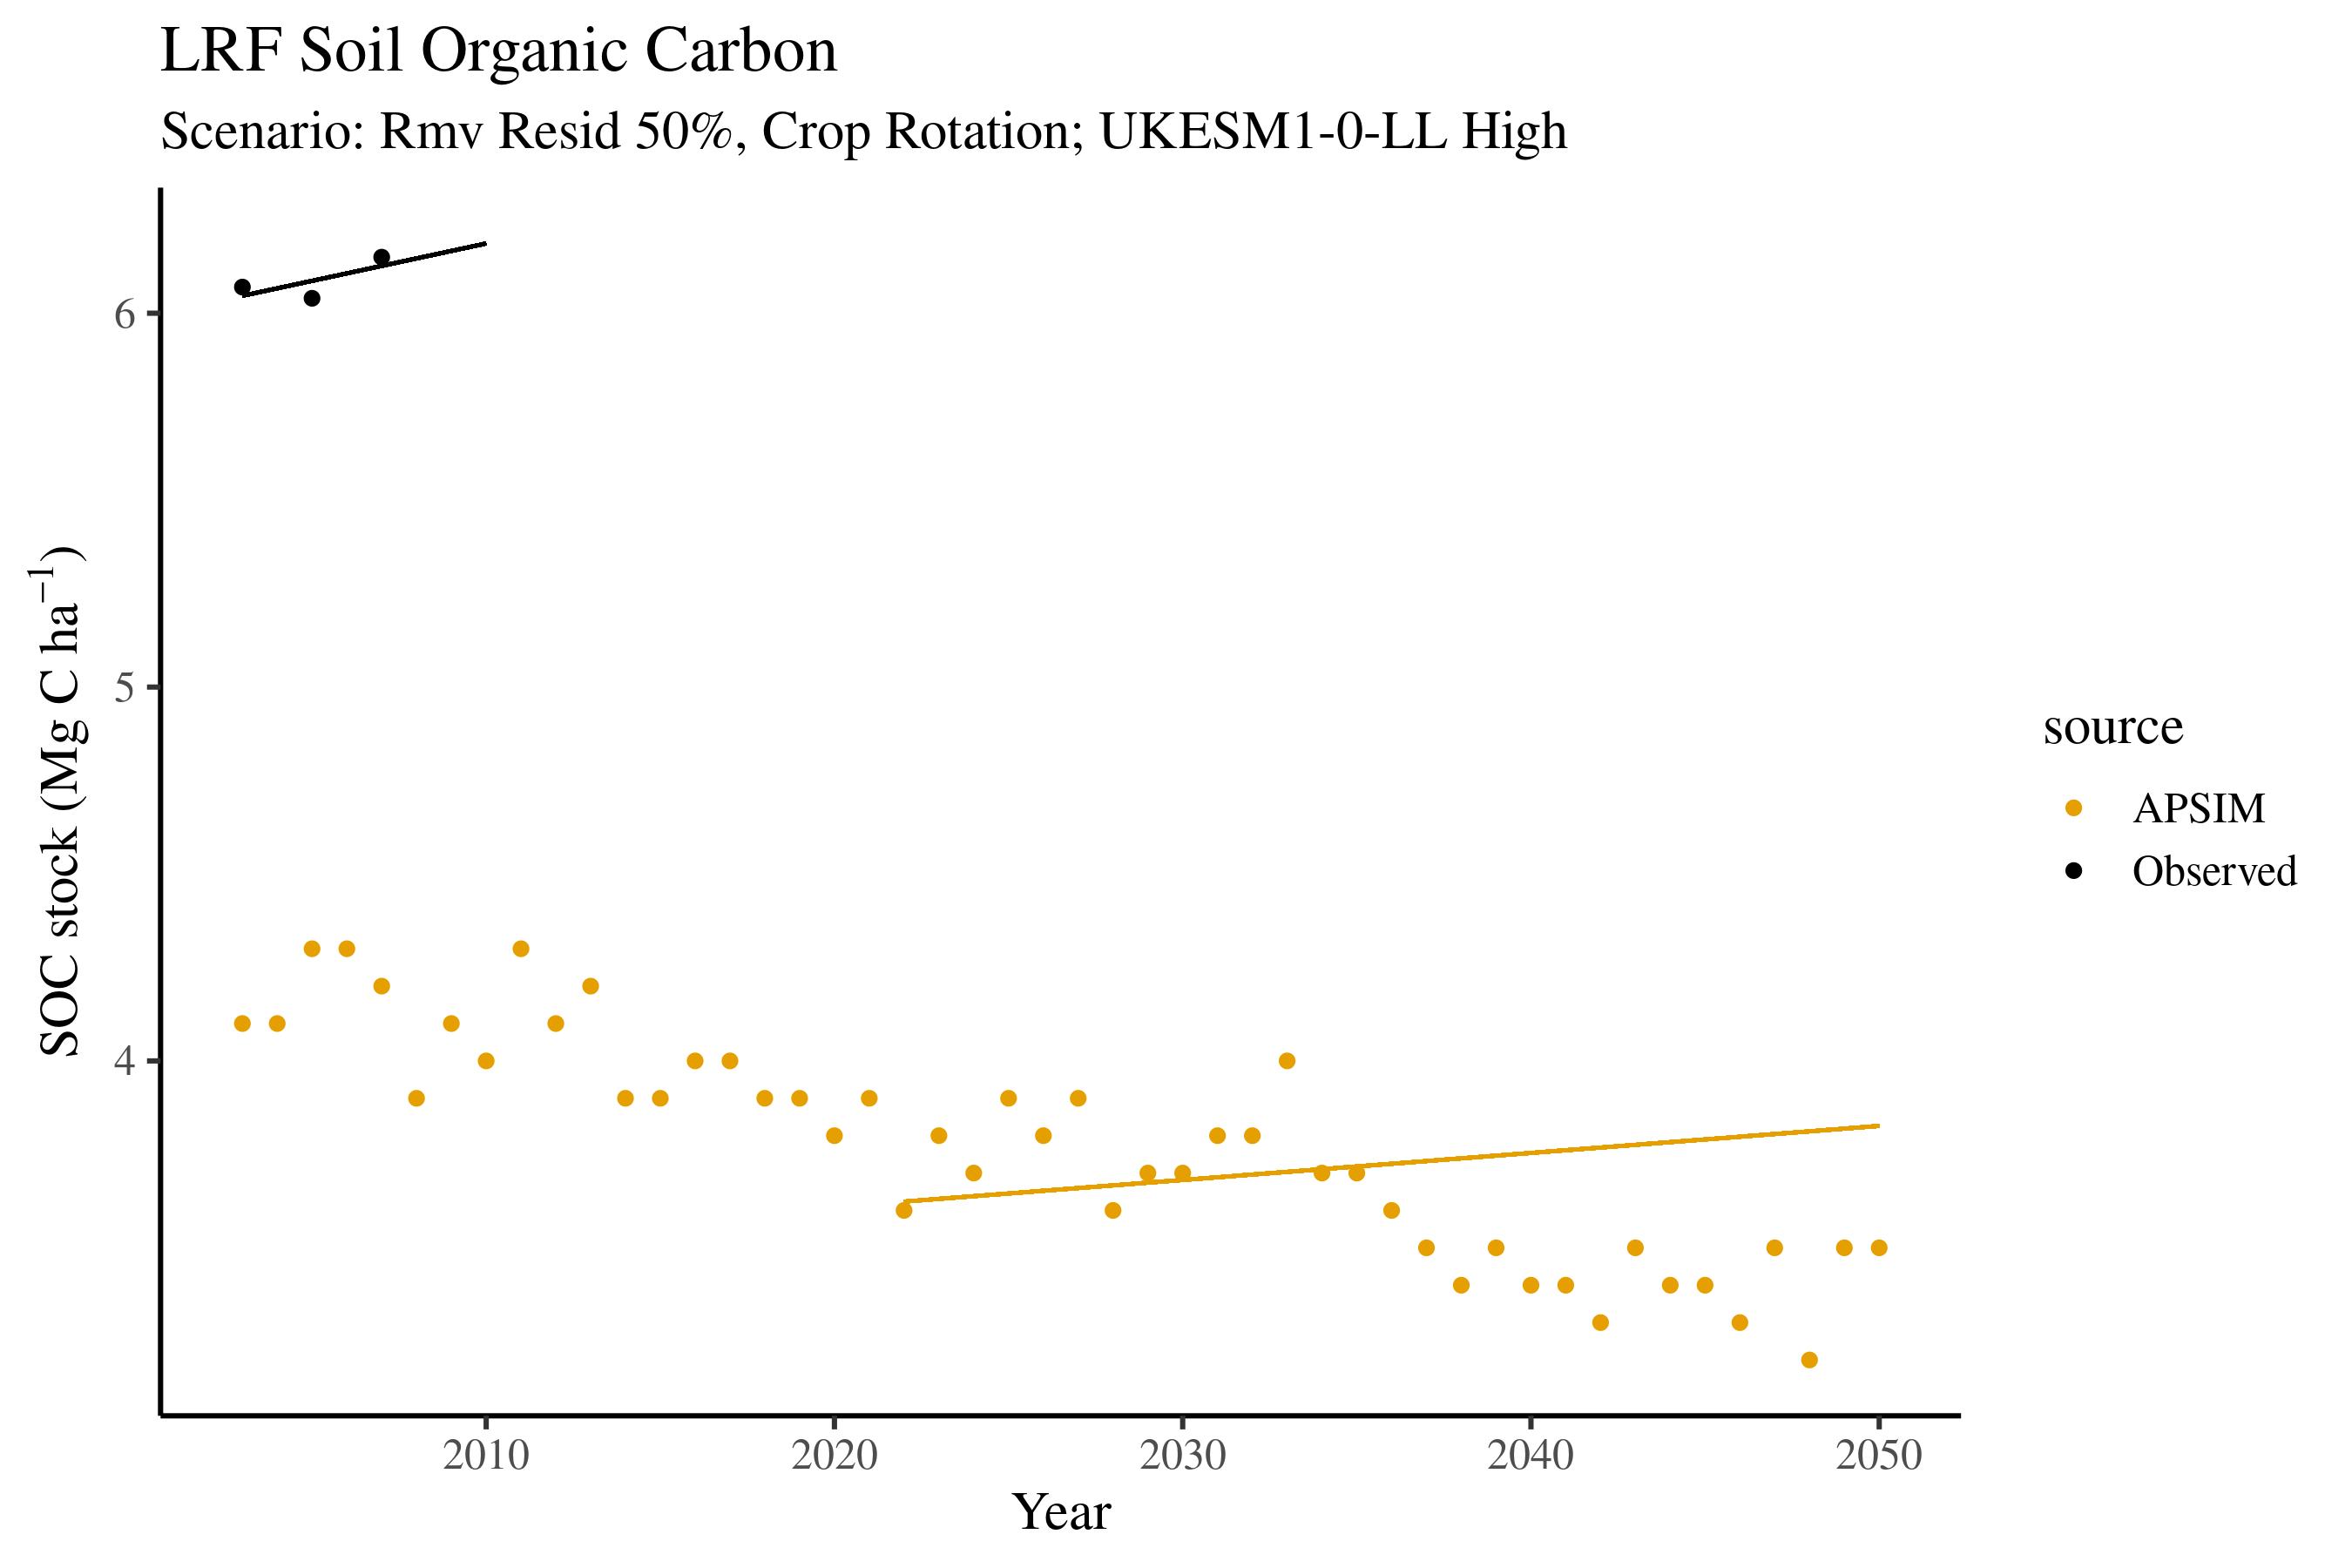 LRF Soil Organic Carbon
Scenario: Rmv Resid 50%, Crop Rotation; UKESM1-0-LL High
SOC stock (Mg C ha⁻¹)
6
5
4
2010 2020 2030 2040 2050
Year
source
APSIM
Observed